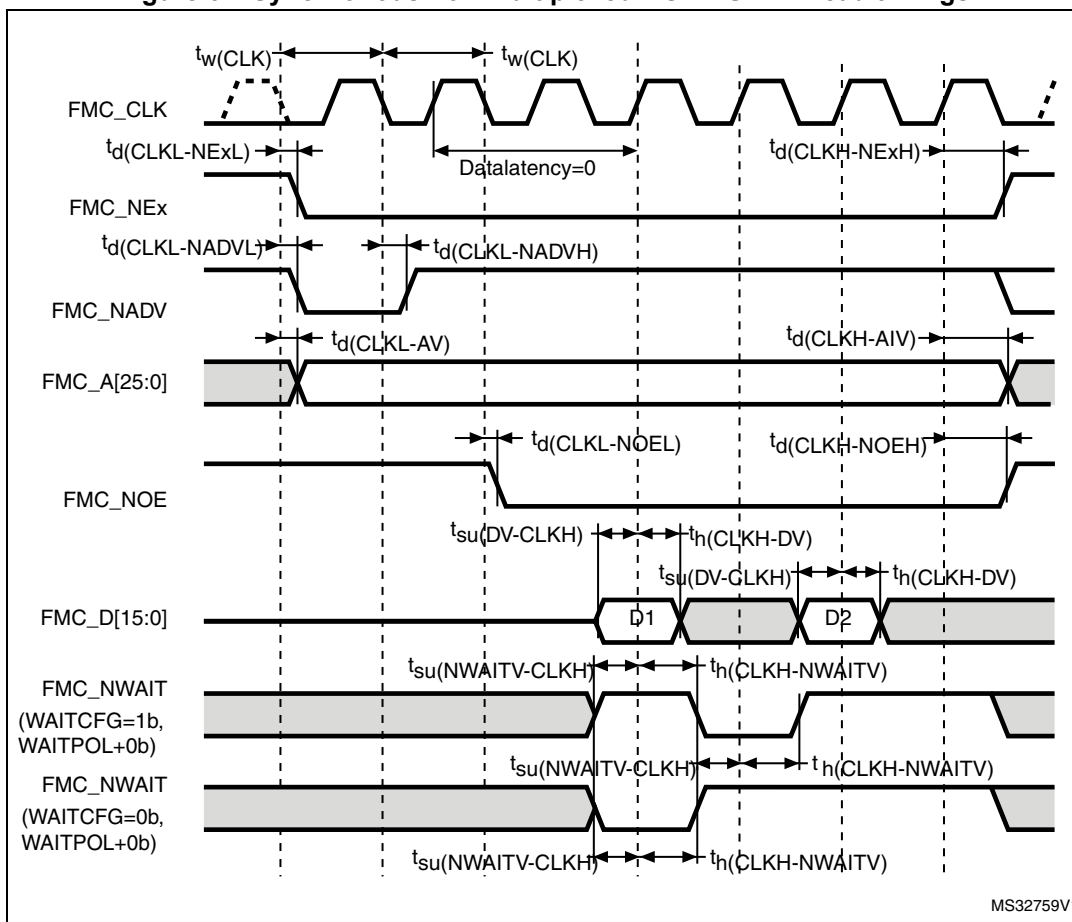 tw(CLK) tw(CLK)
FMC_CLK
td(CLKL-NExL) Datalatency=0 td(CLKH-NExH)
FMC_NEx
td(CLKL-NADVL) td(CLKL-NADVH)
FMC_NADV
td(CLKL-AV) td(CLKH-AIV)
FMC_A[25:0]
td(CLKL-NOEL) td(CLKH-NOEH)
FMC_NOE
tsu(DV-CLKH) th(CLKH-DV)
tsu(DV-CLKH) th(CLKH-DV)
FMC_D[15:0] D1 D2
tsu(NWAITV-CLKH) th(CLKH-NWAITV)
FMC_NWAIT
(WAITCFG=1b,
WAITPOL+0b)
tsu(NWAITV-CLKH) th(CLKH-NWAITV)
FMC_NWAIT
(WAITCFG=0b,
WAITPOL+0b)
tsu(NWAITV-CLKH) th(CLKH-NWAITV)
MS32759V